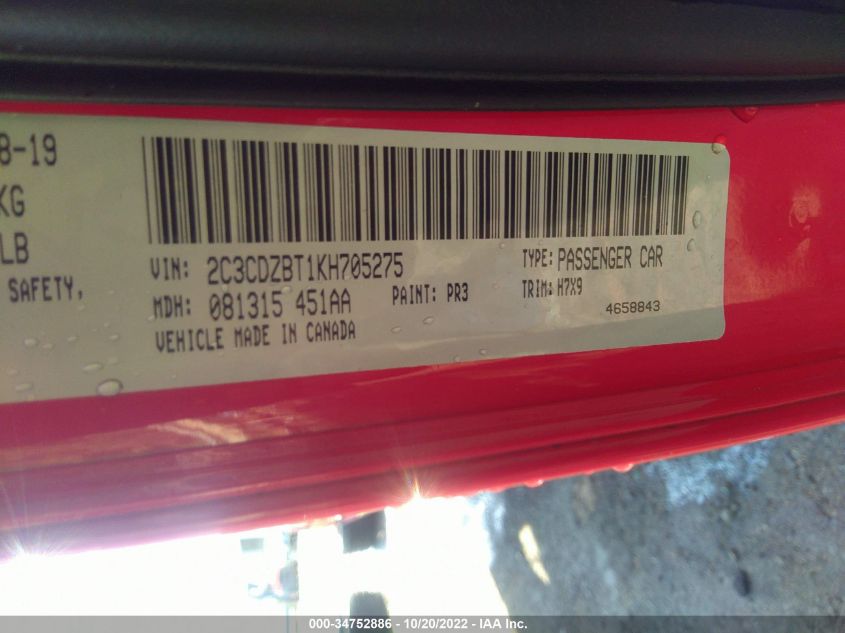 8-19
KG
LB
SAFETY,
VIN: 2C3CDZBT1KH705275
TYPE: PASSENGER CAR
MDH: 081315 451AA
PAINT: PR3
TRIM: H7X9
4658843
VEHICLE MADE IN CANADA
000-34752886 - 10/20/2022 - IAA Inc.